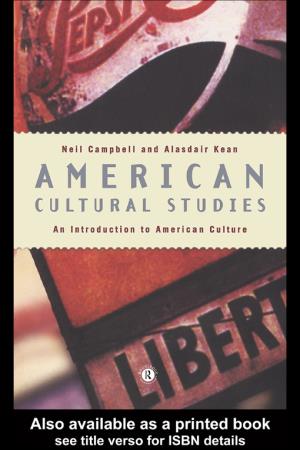 PEPSI
Neil Campbell and Alasdair Kean
AMERICAN
CULTURAL STUDIES
An Introduction to American Culture
LIBERT
R
Also available as a printed book
see title verso for ISBN details